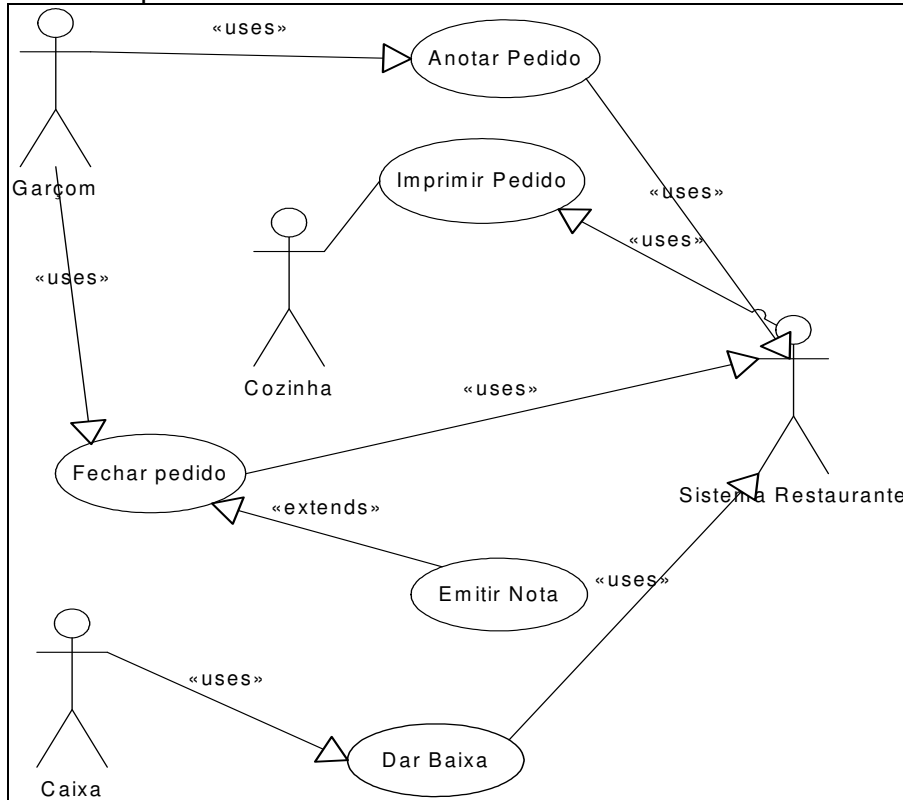 «uses»
Anotar Pedido
Garçom
Imprimir Pedido
«uses»
«uses»
«uses»
Cozinha
«uses»
Fechar pedido
Sistema Restaurante
«extends»
Emitir Nota
«uses»
«uses»
Dar Baixa
Caixa